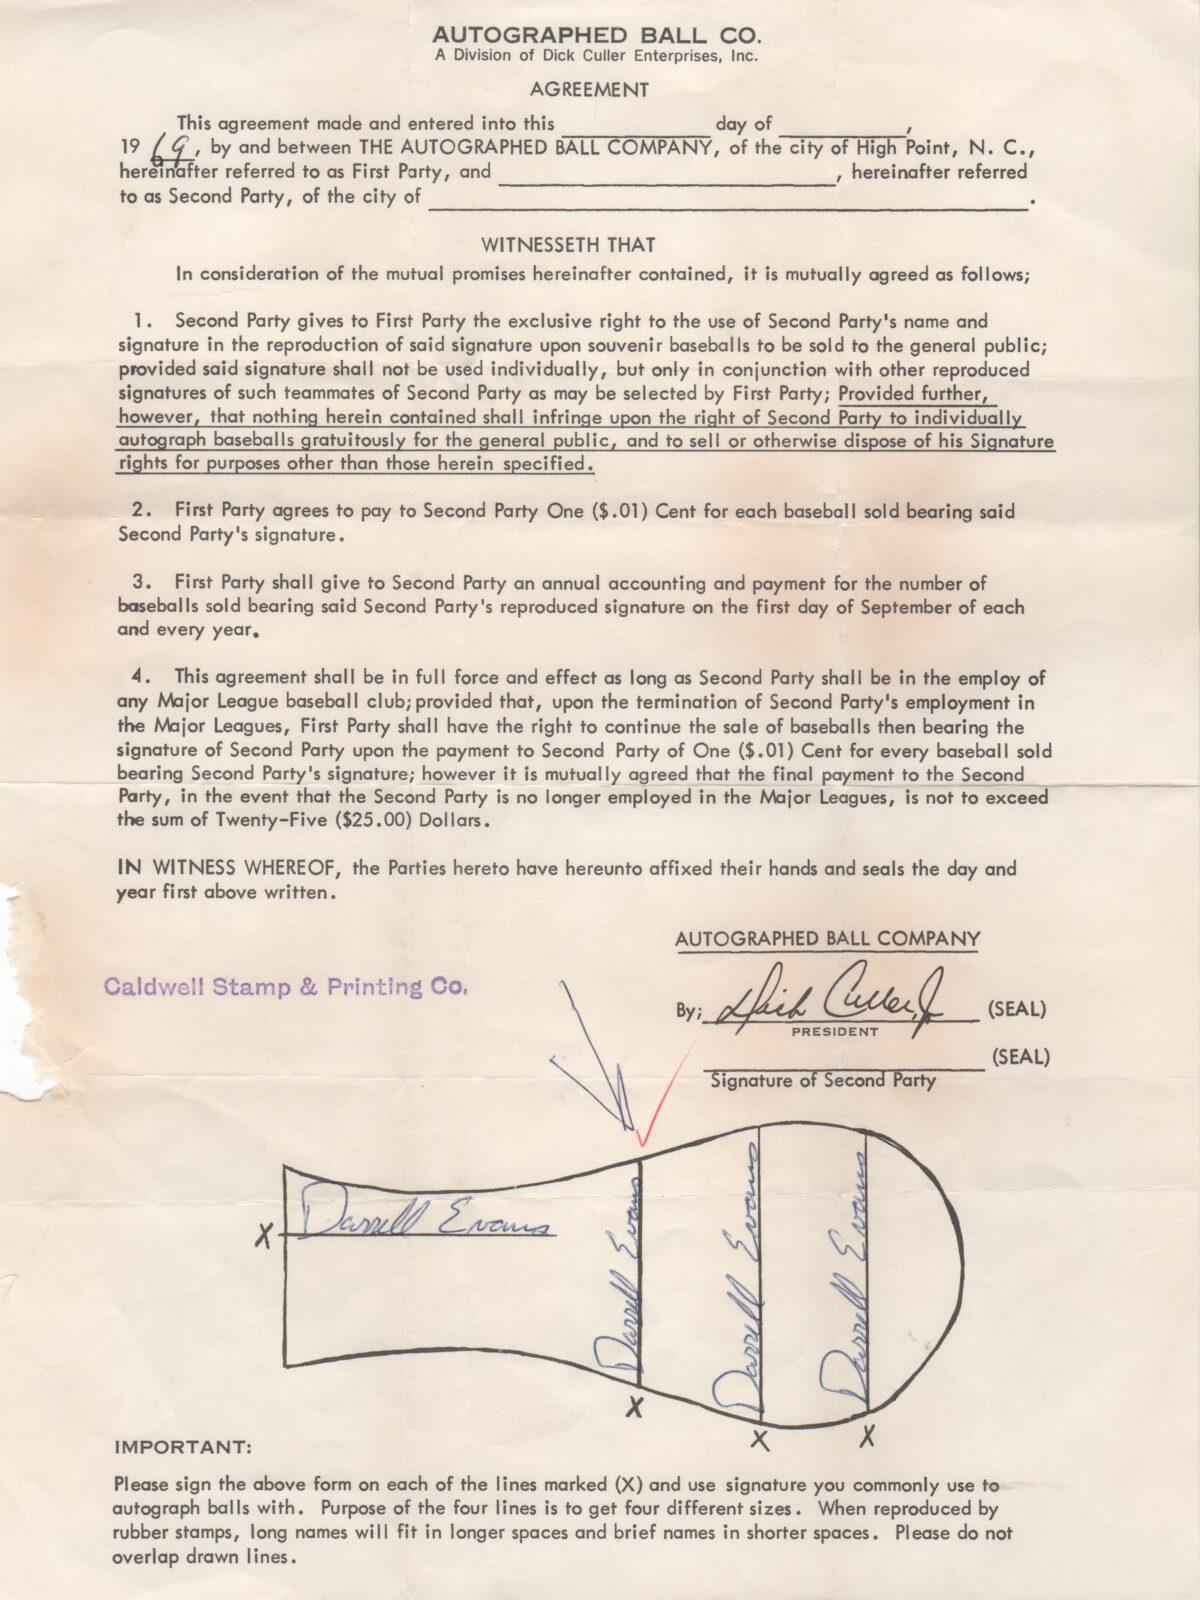 AUTOGRAPHED BALL CO.
A Division of Dick Culler Enterprises, Inc.
AGREEMENT
This agreement made and entered into this ____ day of ____,
19 69, by and between THE AUTOGRAPHED BALL COMPANY, of the city of High Point, N. C.,
hereinafter referred to as First Party, and ____, hereinafter referred
to as Second Party, of the city of ____.
WITNESSETH THAT
In consideration of the mutual promises hereinafter contained, it is mutually agreed as follows;
1. Second Party gives to First Party the exclusive right to the use of Second Party's name and
signature in the reproduction of said signature upon souvenir baseballs to be sold to the general public;
provided said signature shall not be used individually, but only in conjunction with other reproduced
signatures of such teammates of Second Party as may be selected by First Party; Provided further,
however, that nothing herein contained shall infringe upon the right of Second Party to individually
autograph baseballs gratuitously for the general public, and to sell or otherwise dispose of his Signature
rights for purposes other than those herein specified.
2. First Party agrees to pay to Second Party One ($.01) Cent for each baseball sold bearing said
Second Party's signature.
3. First Party shall give to Second Party an annual accounting and payment for the number of
baseballs sold bearing said Second Party's reproduced signature on the first day of September of each
and every year.
4. This agreement shall be in full force and effect as long as Second Party shall be in the employ of
any Major League baseball club; provided that, upon the termination of Second Party's employment in
the Major Leagues, First Party shall have the right to continue the sale of baseballs then bearing the
signature of Second Party upon the payment to Second Party of One ($.01) Cent for every baseball sold
bearing Second Party's signature; however it is mutually agreed that the final payment to the Second
Party, in the event that the Second Party is no longer employed in the Major Leagues, is not to exceed
the sum of Twenty-Five ($25.00) Dollars.
IN WITNESS WHEREOF, the Parties hereto have hereunto affixed their hands and seals the day and
year first above written.
AUTOGRAPHED BALL COMPANY
Caldwell Stamp & Printing Co.
By; Dick Culler, Jr (SEAL)
PRESIDENT
(SEAL)
Signature of Second Party
X Darrell Evans
Darrell Evans X
Darrell Evans X
Darrell Evans X
IMPORTANT:
Please sign the above form on each of the lines marked (X) and use signature you commonly use to
autograph balls with. Purpose of the four lines is to get four different sizes. When reproduced by
rubber stamps, long names will fit in longer spaces and brief names in shorter spaces. Please do not
overlap drawn lines.